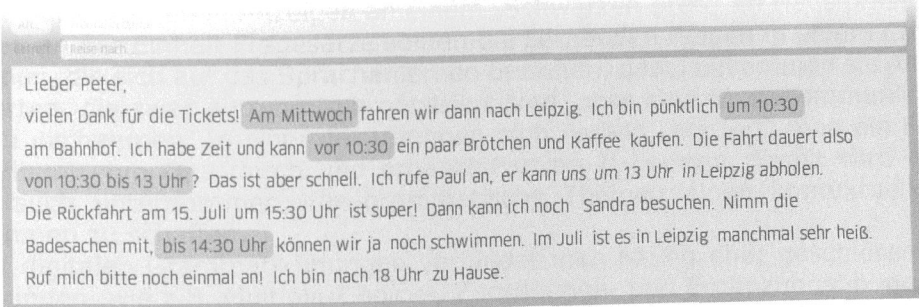 Reise nach
Lieber Peter,
vielen Dank für die Tickets! Am Mittwoch fahren wir dann nach Leipzig. Ich bin pünktlich um 10:30
am Bahnhof. Ich habe Zeit und kann vor 10:30 ein paar Brötchen und Kaffee kaufen. Die Fahrt dauert also
von 10:30 bis 13 Uhr? Das ist aber schnell. Ich rufe Paul an, er kann uns um 13 Uhr in Leipzig abholen.
Die Rückfahrt am 15. Juli um 15:30 Uhr ist super! Dann kann ich noch Sandra besuchen. Nimm die
Badesachen mit, bis 14:30 Uhr können wir ja noch schwimmen. Im Juli ist es in Leipzig manchmal sehr heiß.
Ruf mich bitte noch einmal an! Ich bin nach 18 Uhr zu Hause.